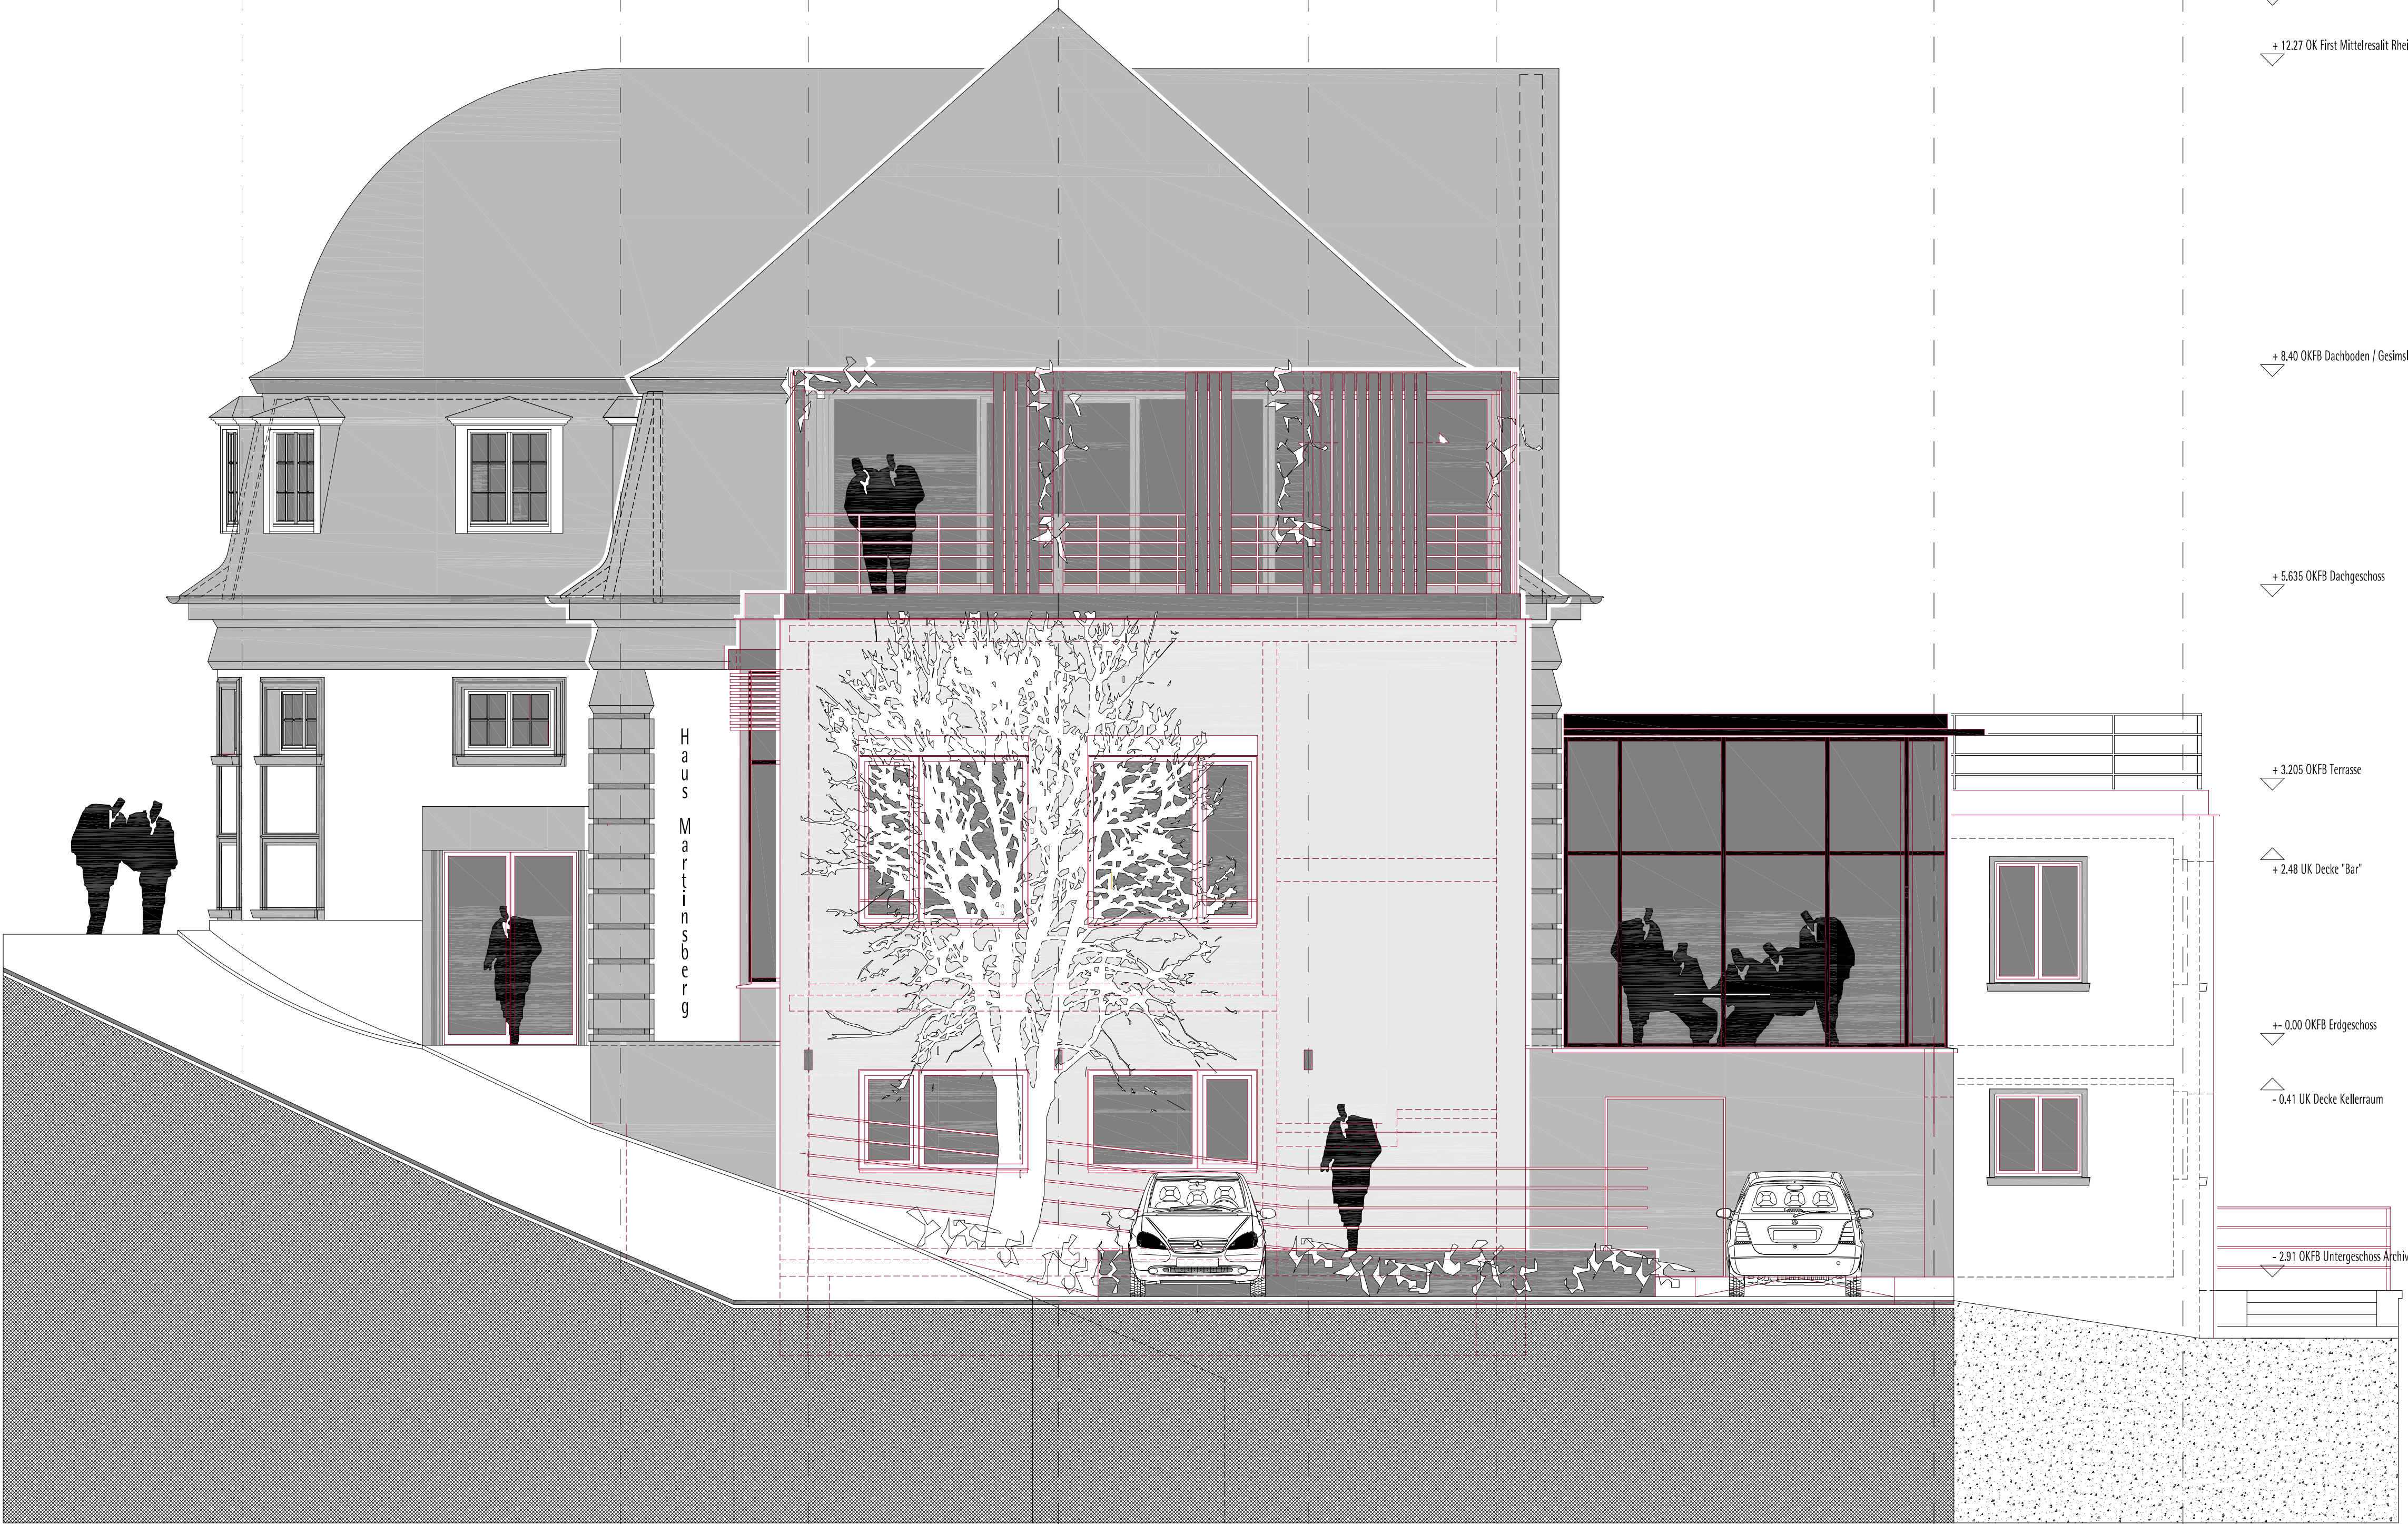 + 12.27 OK First Mittelresalit Rhei
+ 8.40 OKFB Dachboden / Gesims
+ 5.635 OKFB Dachgeschoss
Haus Martinsberg
+ 3.205 OKFB Terrasse
+ 2.48 UK Decke "Bar"
+- 0.00 OKFB Erdgeschoss
- 0.41 UK Decke Kellerraum
- 2.91 OKFB Untergeschoss Archiv